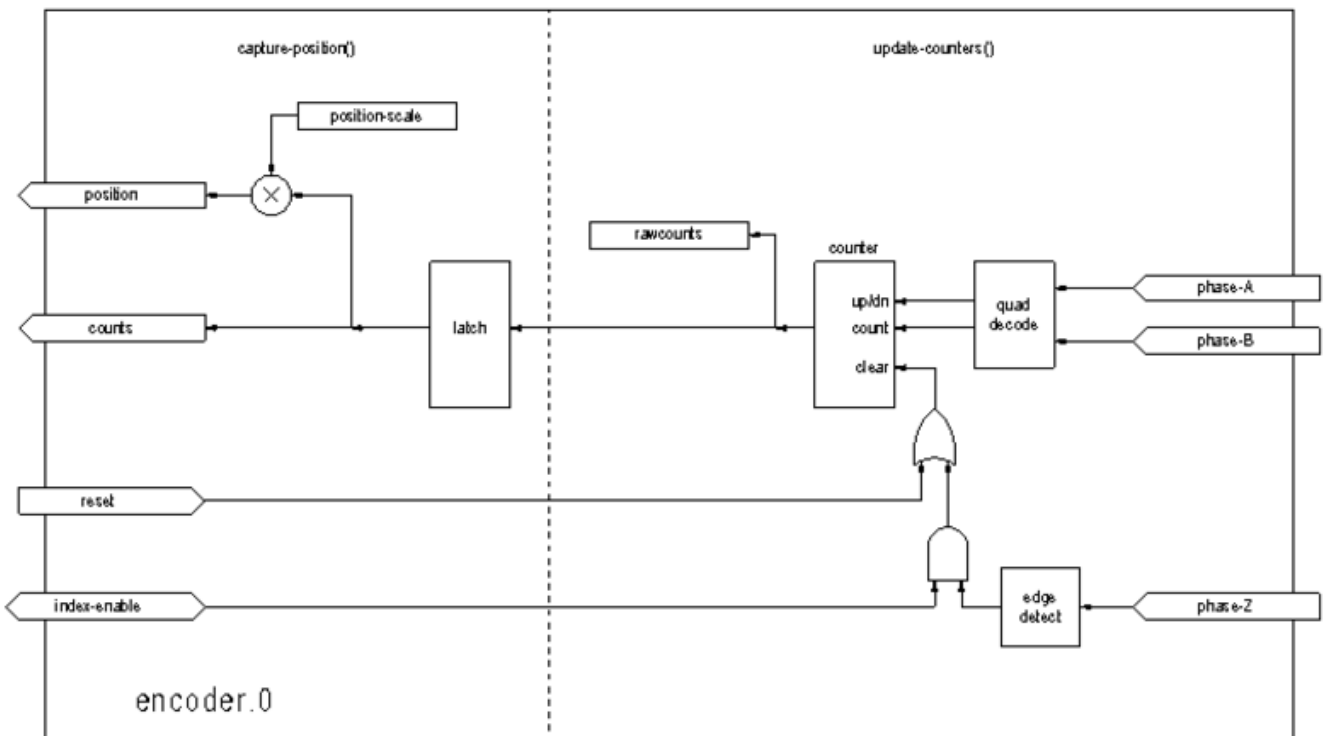 capture-position()
update-counters()
position-scale
position
rawcounts
counter
phase-A
up/dn
quad
decode
counts
latch
count
phase-B
clear
reset
index-enable
edge
detect
phase-Z
encoder.0